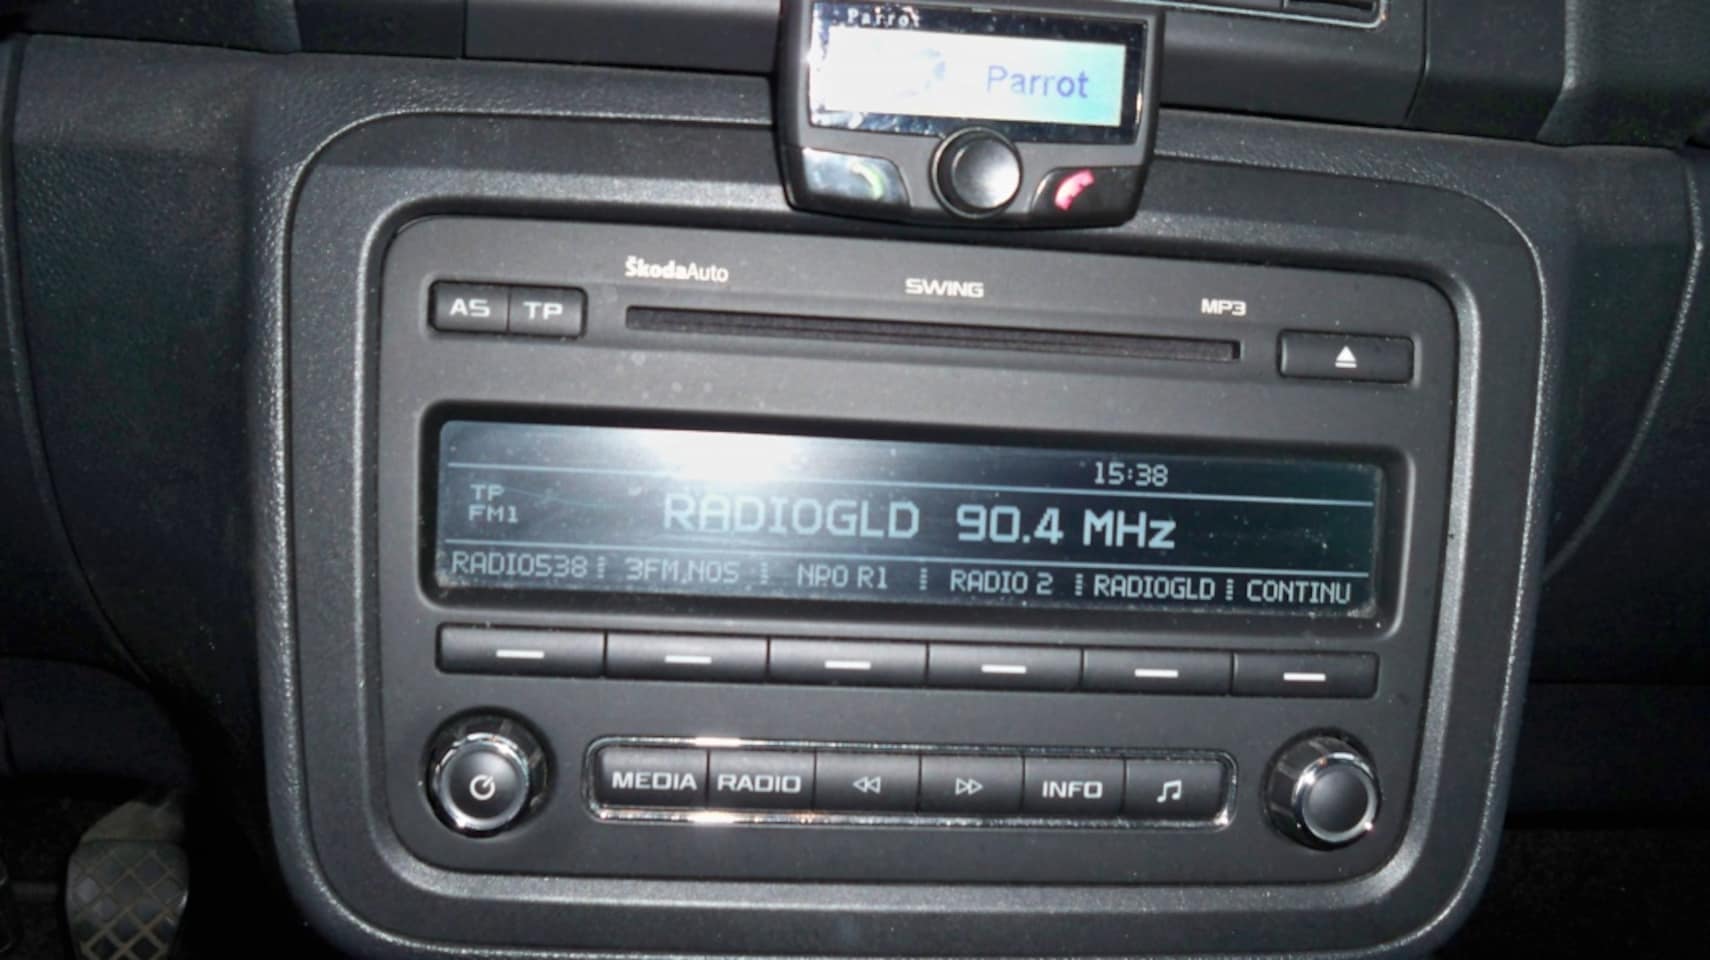 Parrot
Parrot
ŠkodaAuto SWING MP3
AS TP
15:38
TP
FM1
RADIOGLD 90.4 MHz
RADIO538 3FM,NOS NPO R1 RADIO 2 RADIOGLD CONTINU
MEDIA RADIO INFO